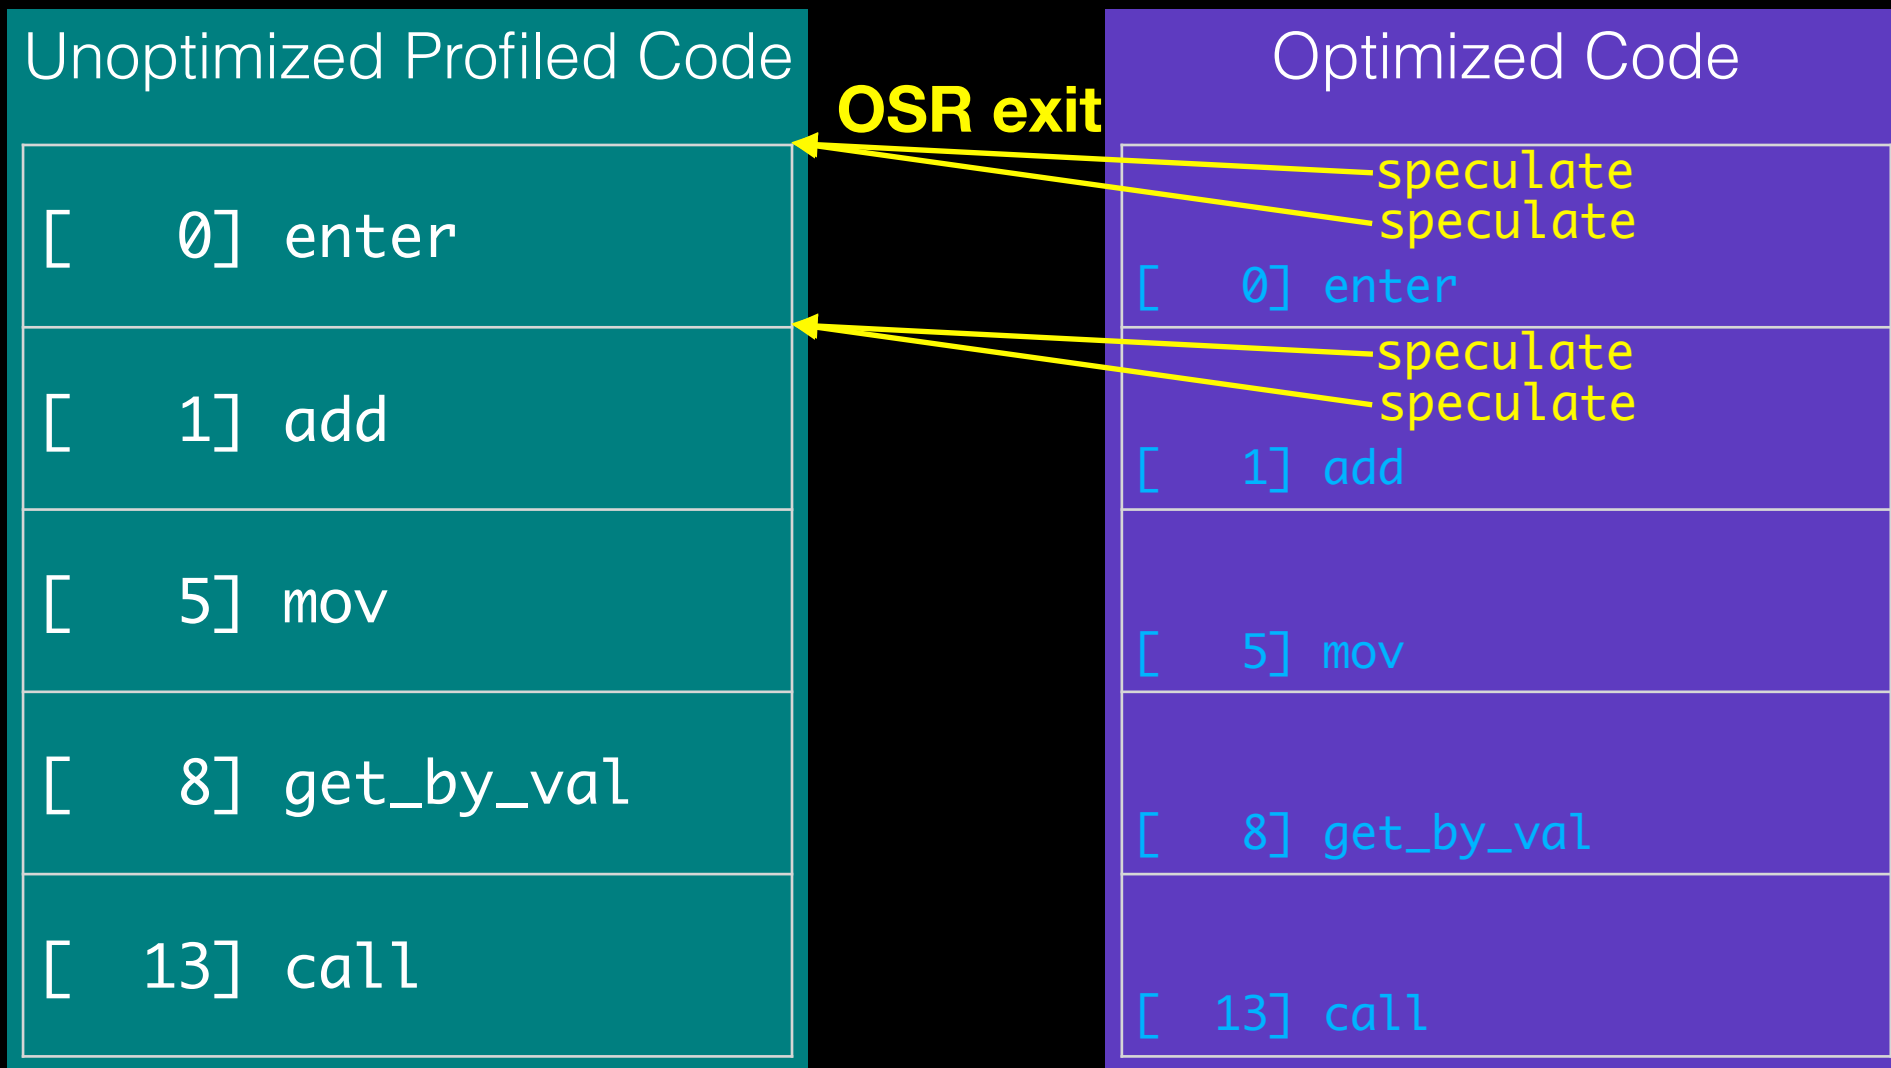 Unoptimized Profiled Code
[   0] enter
[   1] add
[   5] mov
[   8] get_by_val
[  13] call
OSR exit
Optimized Code
speculate
speculate
[   0] enter
speculate
speculate
[   1] add
[   5] mov
[   8] get_by_val
[  13] call